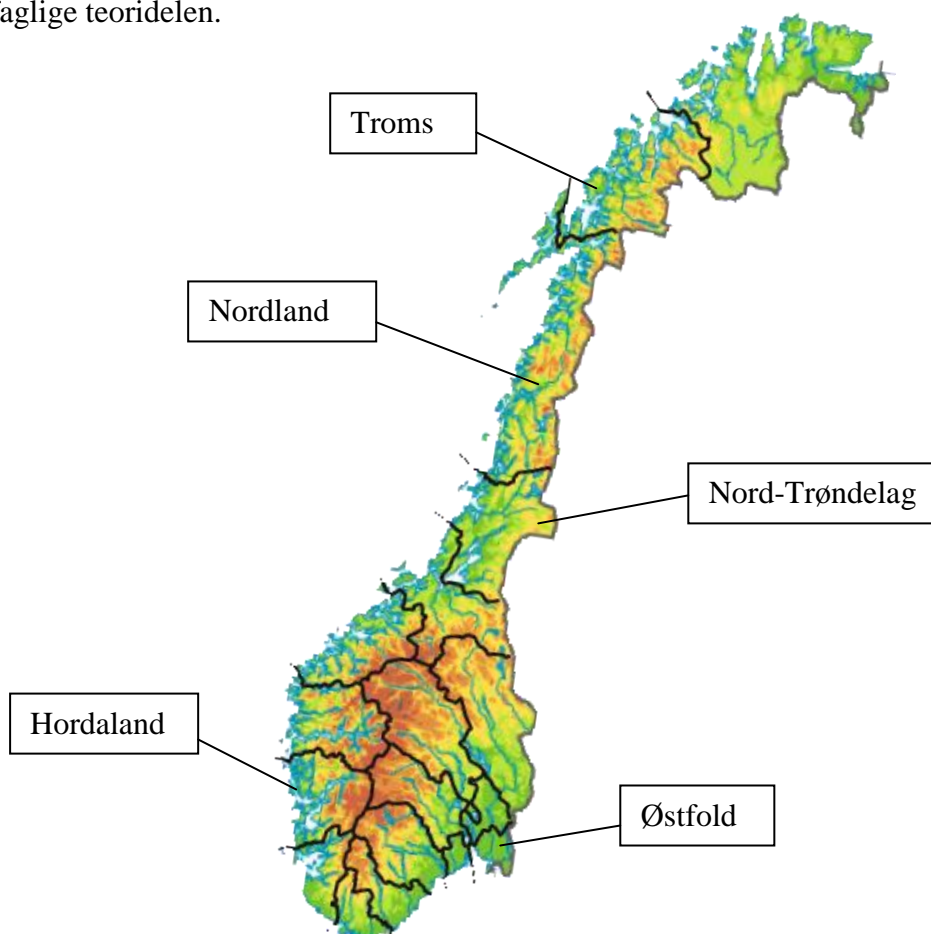 faglige teoridelen.
Troms
Nordland
Nord-Trøndelag
Hordaland
Østfold